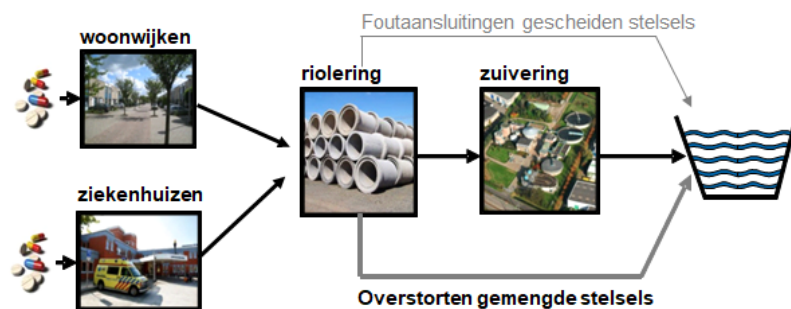 Foutaansluitingen gescheiden stelsels
woonwijken
riolering
zuivering
ziekenhuizen
Overstorten gemengde stelsels